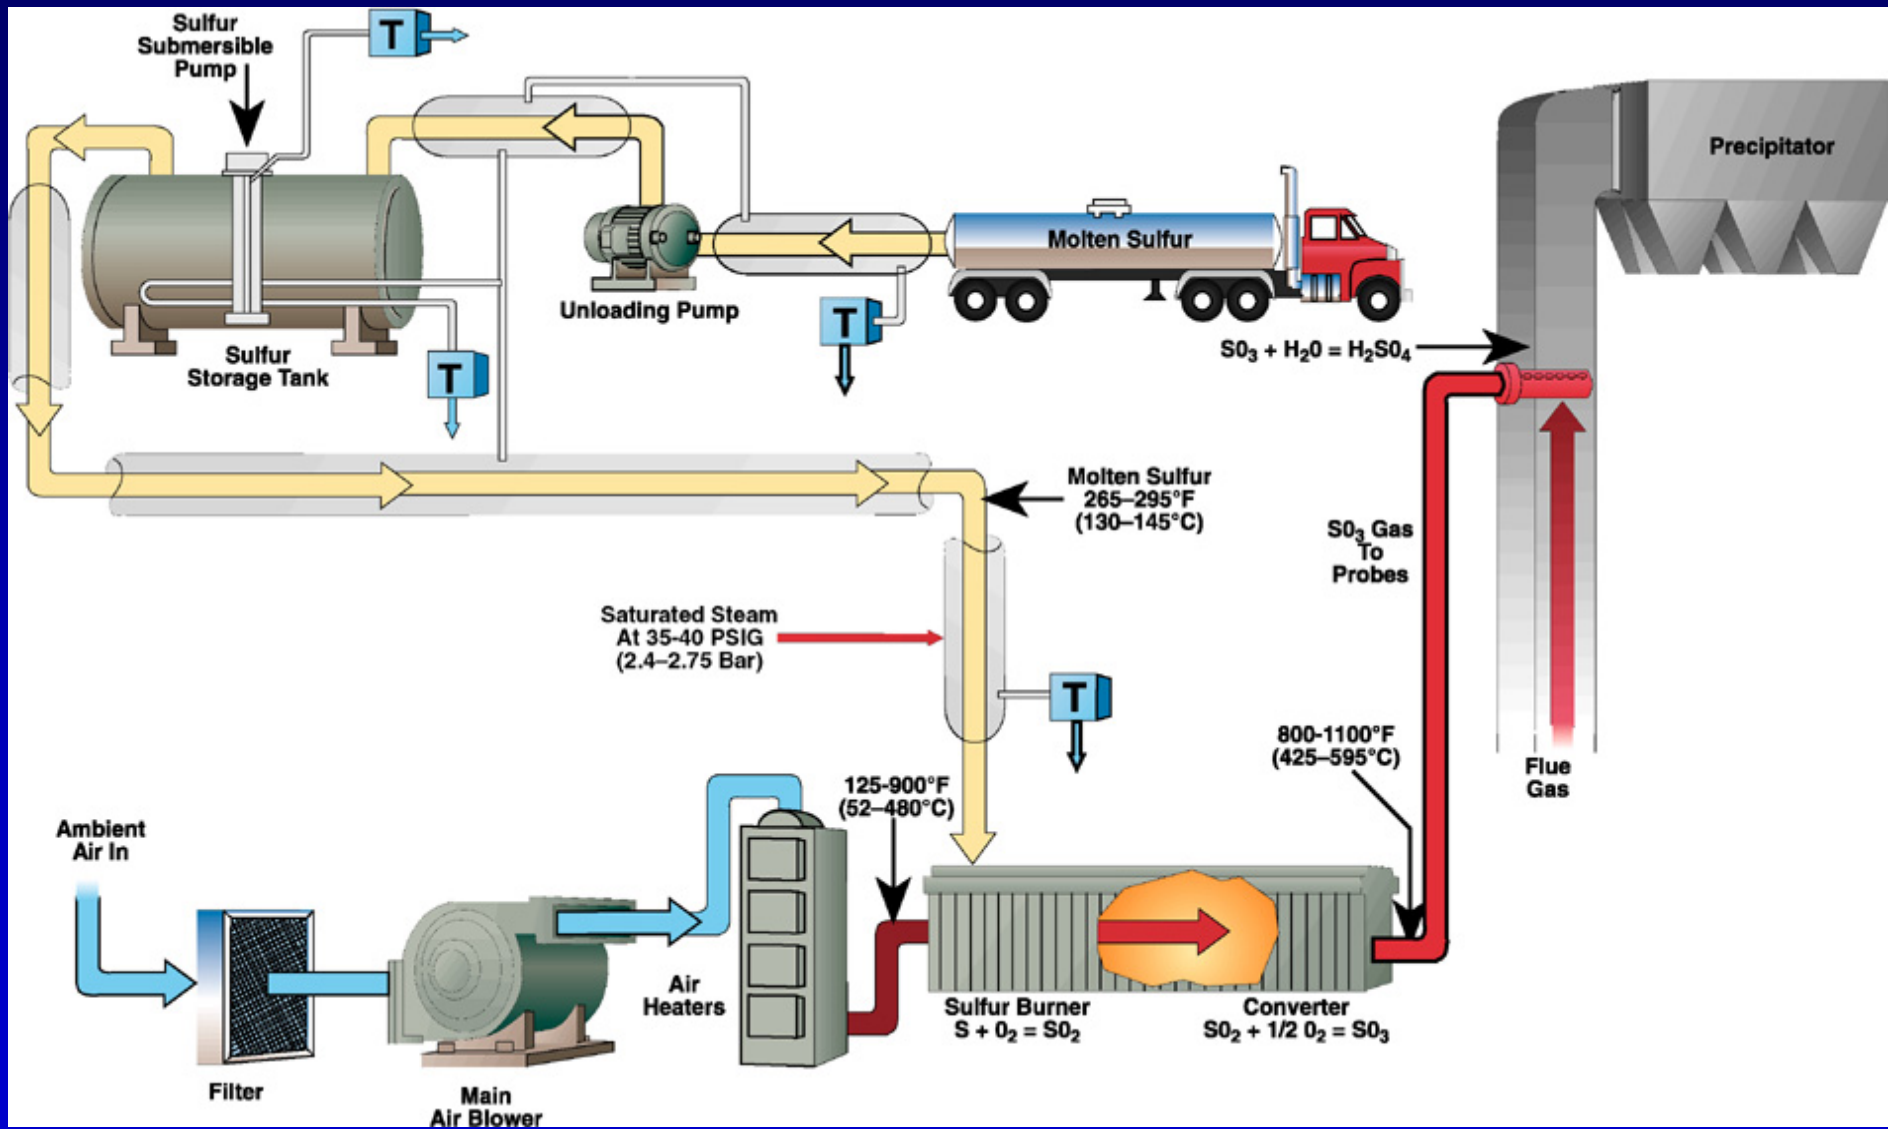 Sulfur
Submersible
Pump
T
Molten Sulfur
Precipitator
Unloading Pump
T
Sulfur
Storage Tank
T
S0₃ + H₂0 = H₂S0₄
Molten Sulfur
265–295°F
(130–145°C)
S0₃ Gas
To
Probes
Saturated Steam
At 35-40 PSIG
(2.4–2.75 Bar)
T
800-1100°F
(425–595°C)
Flue
Gas
125-900°F
(52–480°C)
Ambient
Air In
Air
Heaters
Sulfur Burner
S + 0₂ = S0₂
Converter
S0₂ + 1/2 0₂ = S0₃
Filter
Main
Air Blower